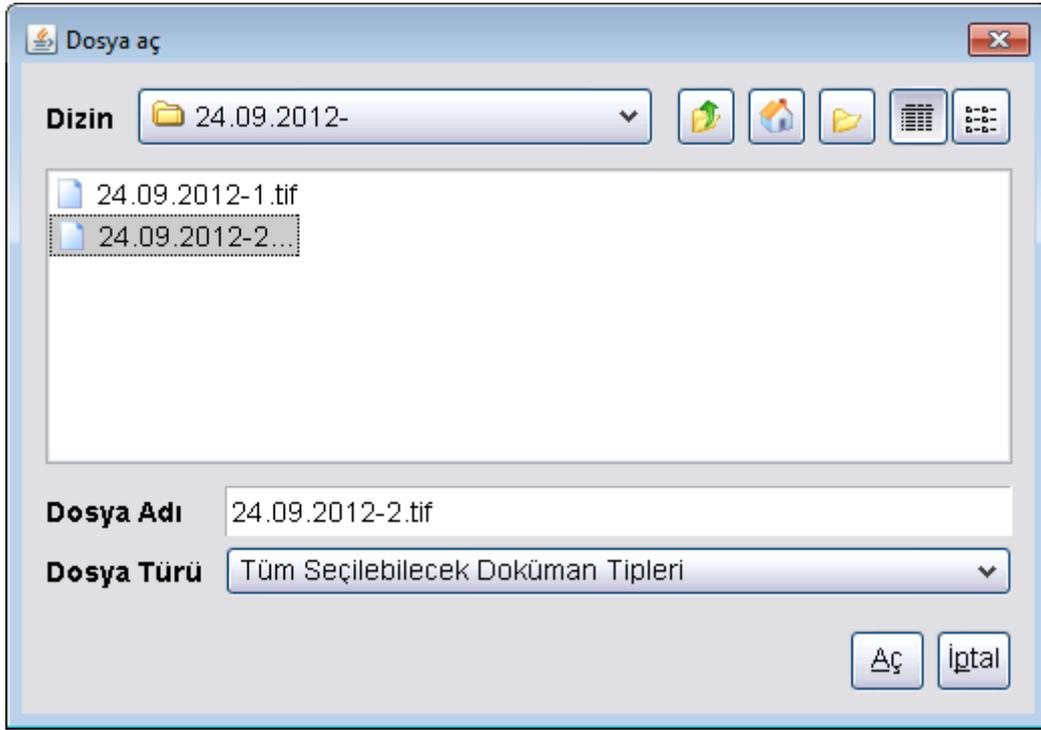 Dosya aç
Dizin 24.09.2012-
24.09.2012-1.tif
24.09.2012-2...
Dosya Adı 24.09.2012-2.tif
Dosya Türü Tüm Seçilebilecek Doküman Tipleri
Aç İptal